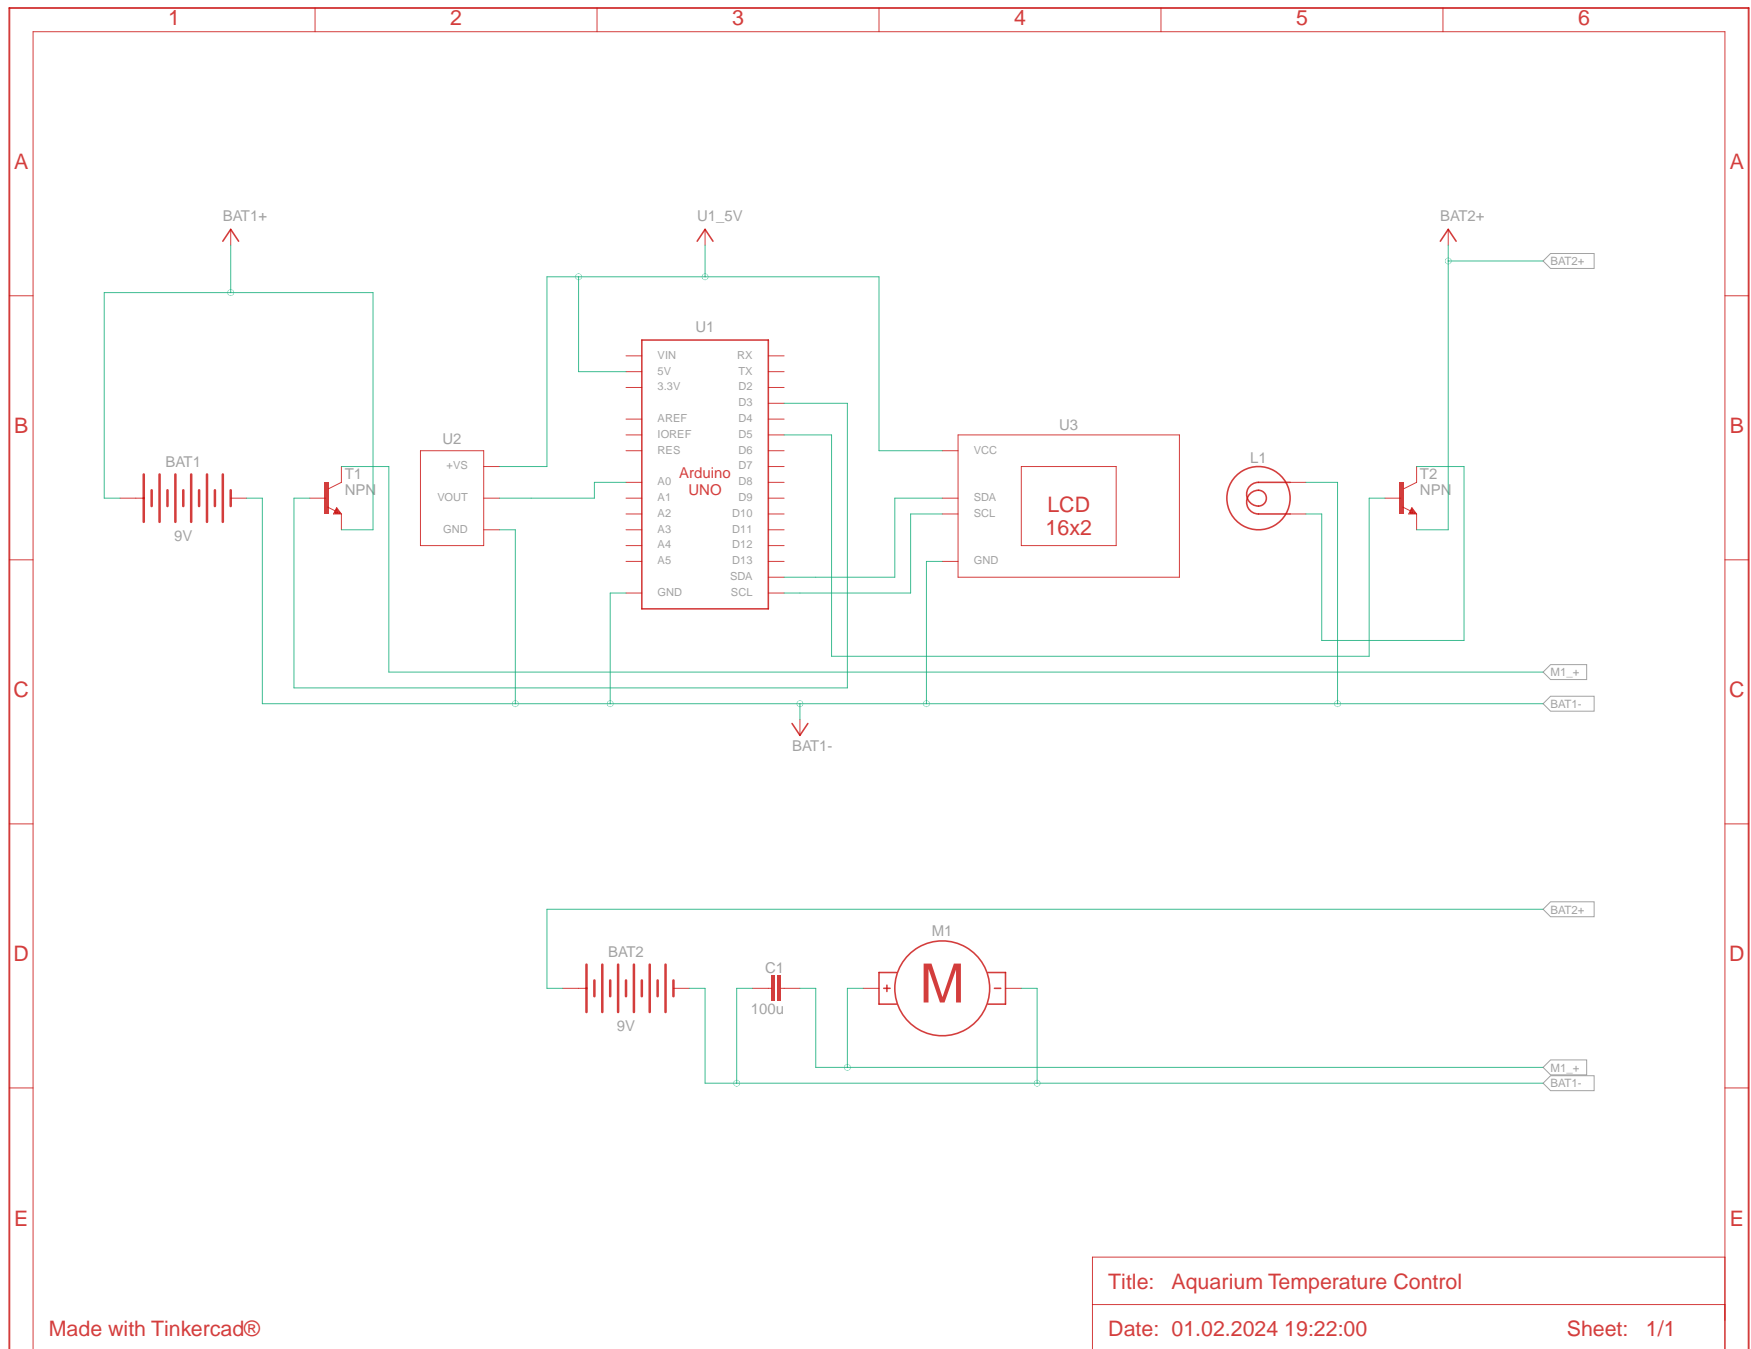 1 2 3 4 5 6
A A
BAT1+ U1_5V BAT2+
BAT2+
U1
VIN RX
5V TX
3.3V D2
D3
AREF D4
IOREF D5
RES D6
D7
A0 D8
A1 D9
A2 D10
A3 D11
A4 D12
A5 D13
SDA
GND SCL
Arduino
UNO
B B
BAT1
9V
T1
NPN
U2
+VS
VOUT
GND
U3
VCC
SDA
SCL
GND
LCD
16x2
L1
T2
NPN
M1_+
C C
BAT1-
BAT1-
BAT2+
D D
BAT2
9V
C1
100u
M1
+ M -
M1_+
BAT1-
E E
Title: Aquarium Temperature Control
Made with Tinkercad®
Date: 01.02.2024 19:22:00 Sheet: 1/1